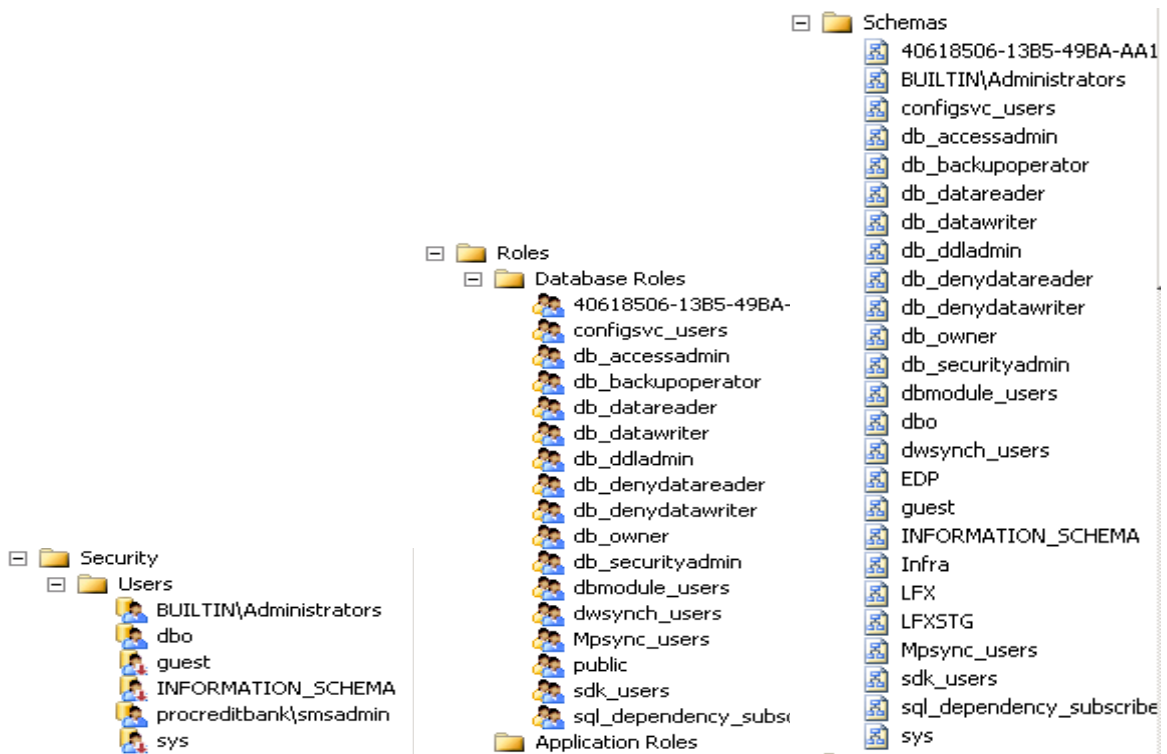 Security
Users
BUILTIN\Administrators
dbo
guest
INFORMATION_SCHEMA
procreditbank\smsadmin
sys
Roles
Database Roles
40618506-13B5-49BA-
configsvc_users
db_accessadmin
db_backupoperator
db_datareader
db_datawriter
db_ddladmin
db_denydatareader
db_denydatawriter
db_owner
db_securityadmin
dbmodule_users
dwsynch_users
Mpsync_users
public
sdk_users
sql_dependency_subs
Application Roles
Schemas
40618506-13B5-49BA-AA1
BUILTIN\Administrators
configsvc_users
db_accessadmin
db_backupoperator
db_datareader
db_datawriter
db_ddladmin
db_denydatareader
db_denydatawriter
db_owner
db_securityadmin
dbmodule_users
dbo
dwsynch_users
EDP
guest
INFORMATION_SCHEMA
Infra
LFX
LFXSTG
Mpsync_users
sdk_users
sql_dependency_subscribe
sys